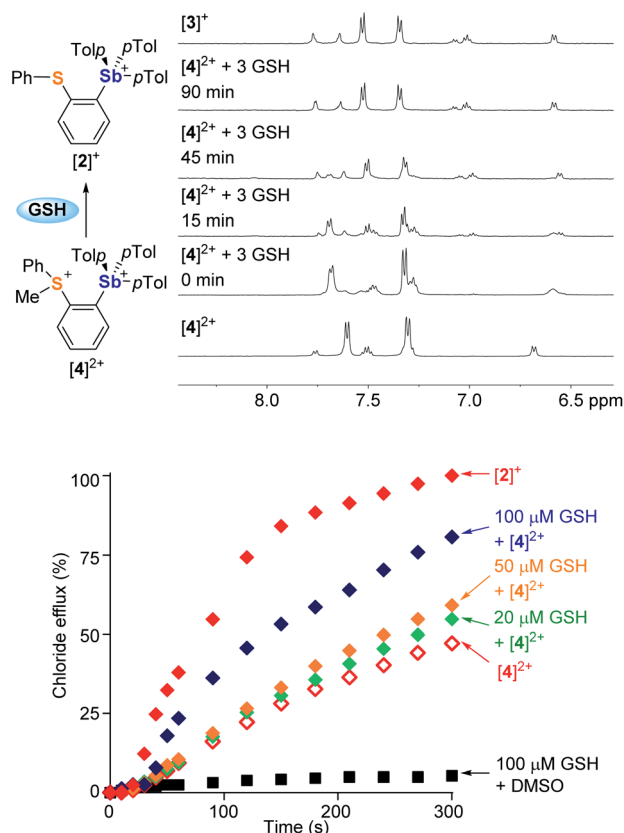 Tolp pTol
Ph S Sb+ pTol
[2]+
GSH
Ph Tolp pTol
S+ Sb+ pTol
Me
[4]2+
[3]+
[4]2+ + 3 GSH
90 min
[4]2+ + 3 GSH
45 min
[4]2+ + 3 GSH
15 min
[4]2+ + 3 GSH
0 min
[4]2+
8.0 7.5 7.0 6.5 ppm
Chloride efflux (%)
100
75
50
25
0
0 100 200 300
Time (s)
[2]+
100 μM GSH
+ [4]2+
50 μM GSH
+ [4]2+
20 μM GSH
+ [4]2+
[4]2+
100 μM GSH
+ DMSO